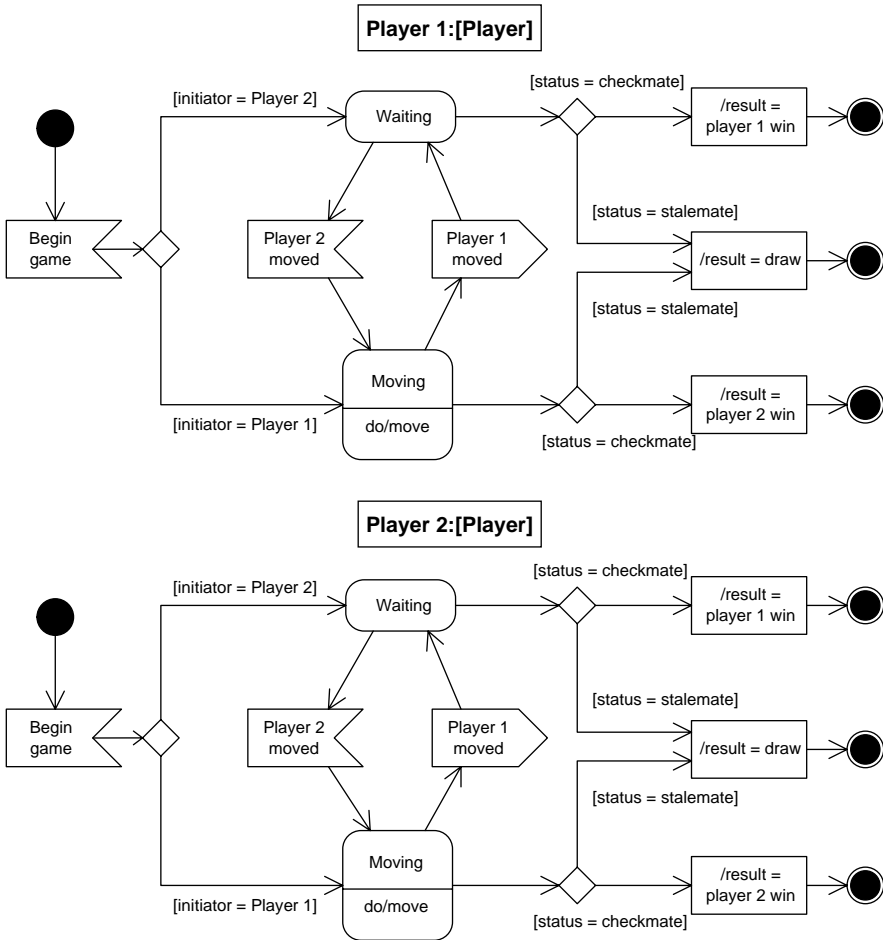 Player 1:[Player]
[status = checkmate]
[initiator = Player 2]
Waiting
/result =
player 1 win
[status = stalemate]
Begin
game
Player 2
moved
Player 1
moved
/result = draw
[status = stalemate]
Moving
do/move
/result =
player 2 win
[initiator = Player 1]
[status = checkmate]
Player 2:[Player]
[status = checkmate]
[initiator = Player 2]
Waiting
/result =
player 1 win
[status = stalemate]
Begin
game
Player 2
moved
Player 1
moved
/result = draw
[status = stalemate]
Moving
do/move
/result =
player 2 win
[initiator = Player 1]
[status = checkmate]